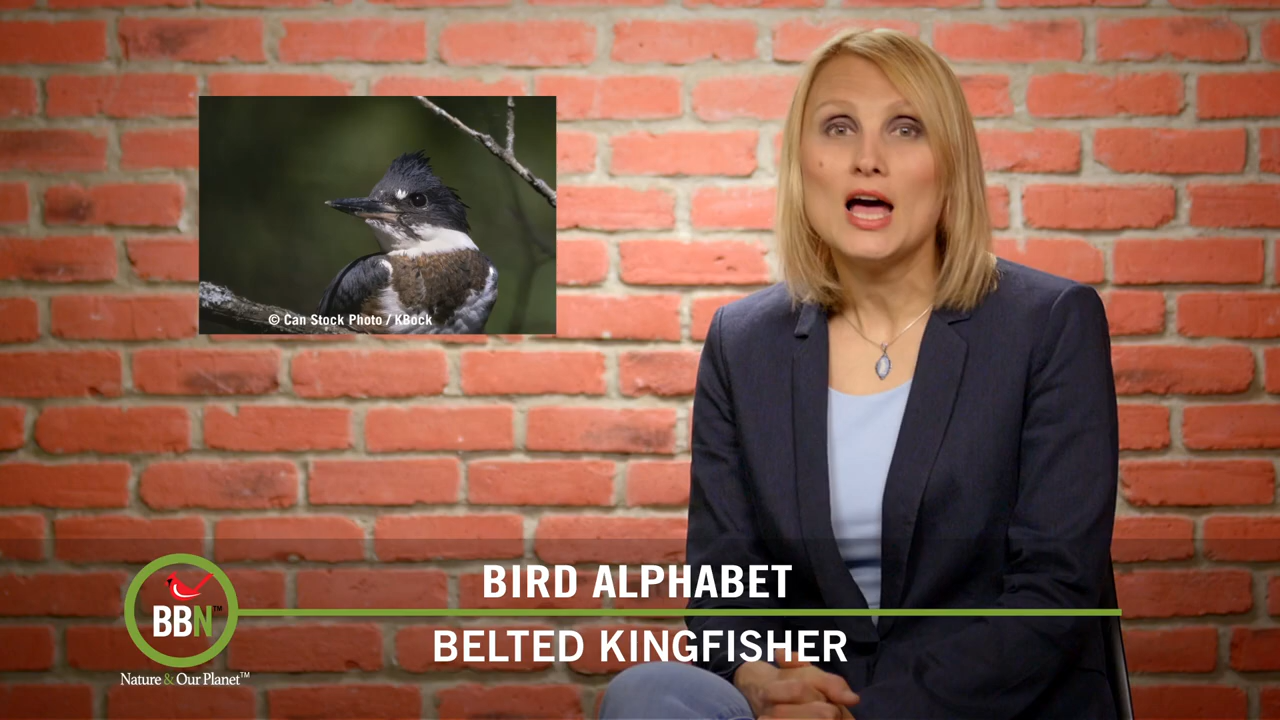 © Can Stock Photo / KBock
BIRD ALPHABET
BBN™
BELTED KINGFISHER
Nature & Our Planet™